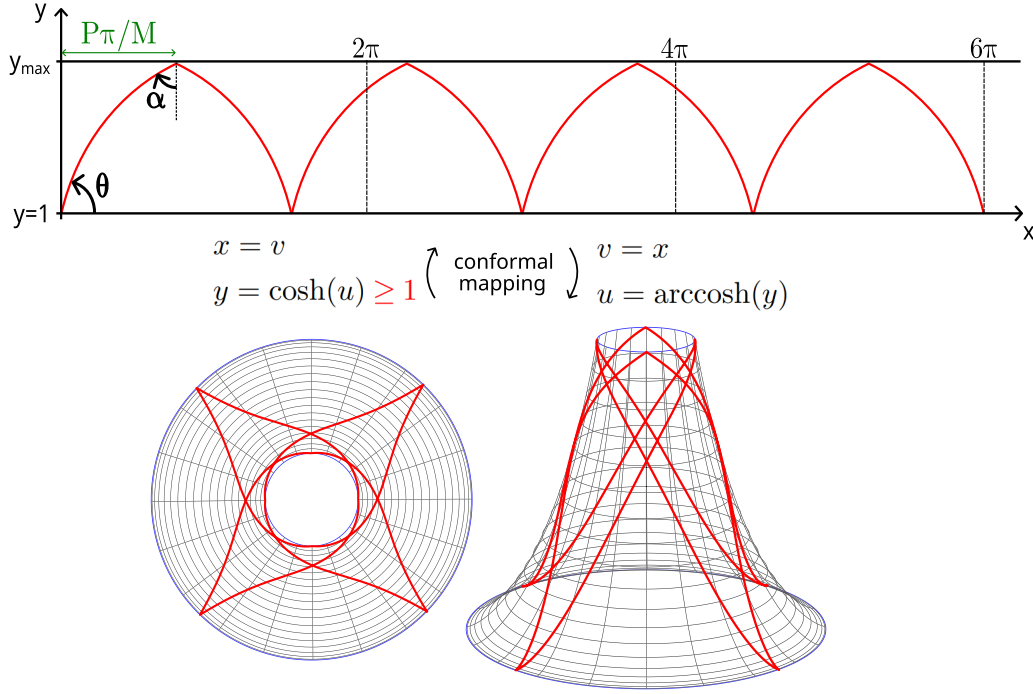 y
Pπ/M
2π
4π
6π
y_max
α
θ
y=1
x
x = v
y = cosh(u) ≥ 1
conformal
mapping
v = x
u = arccosh(y)